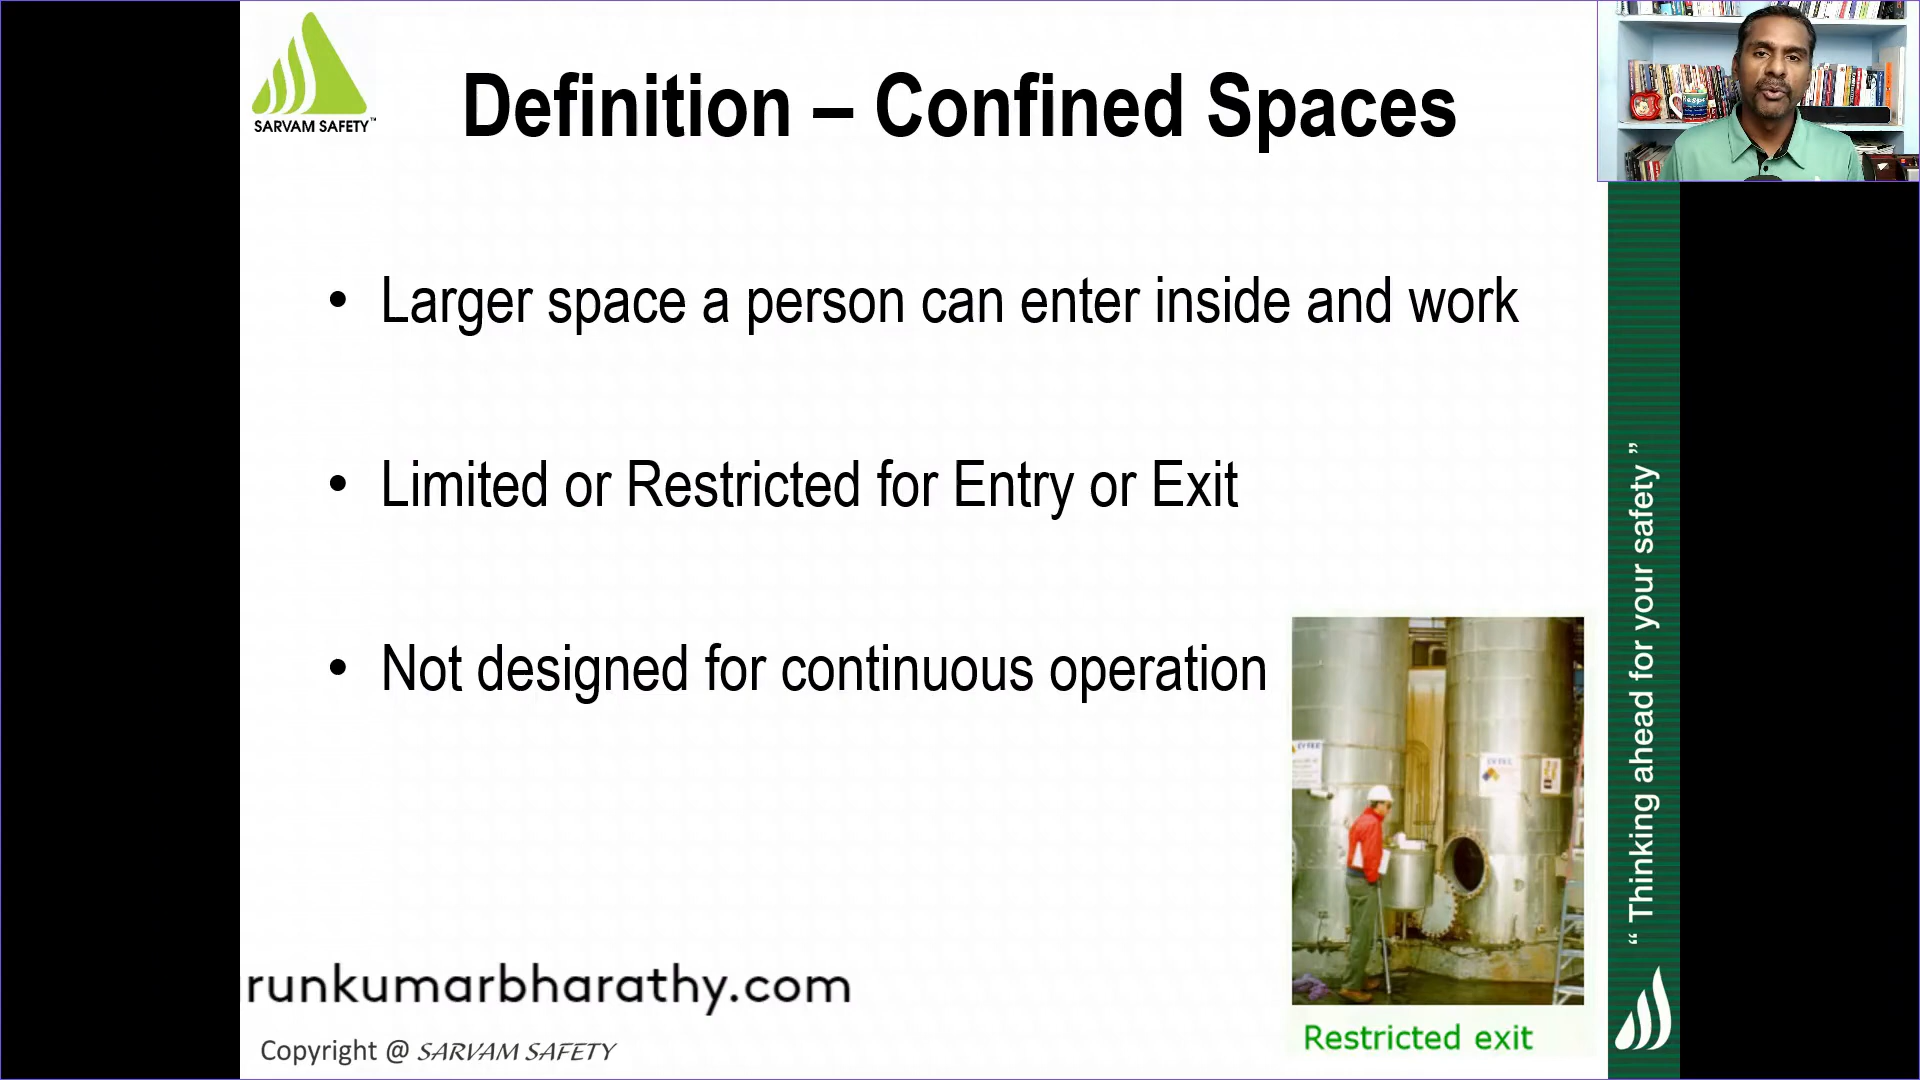 SARVAM SAFETY™
Definition – Confined Spaces
• Larger space a person can enter inside and work
• Limited or Restricted for Entry or Exit
• Not designed for continuous operation
Restricted exit
“ Thinking ahead for your safety ”
runkumarbharathy.com
Copyright @ SARVAM SAFETY